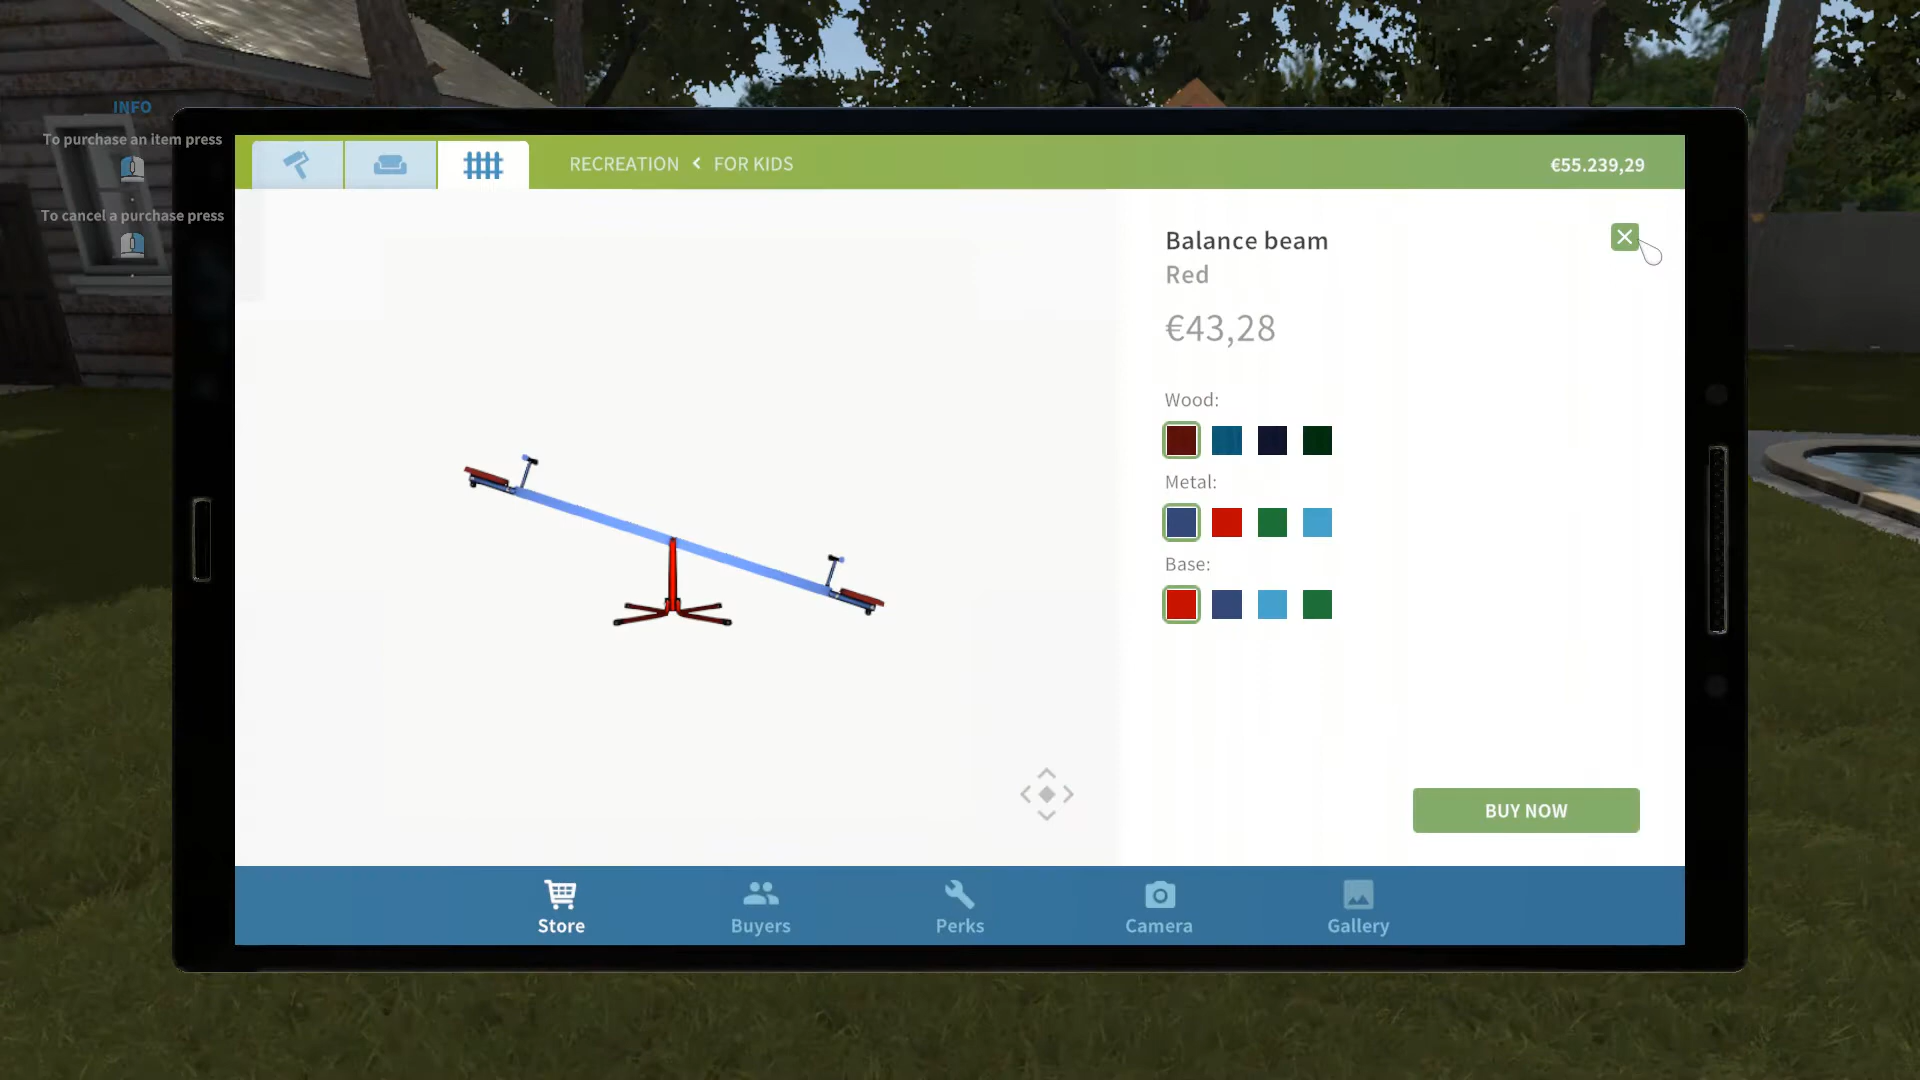 INFO
To purchase an item press
To cancel a purchase press
RECREATION < FOR KIDS
€55.239,29
Balance beam
Red
€43,28
Wood:
Metal:
Base:
BUY NOW
Store
Buyers
Perks
Camera
Gallery